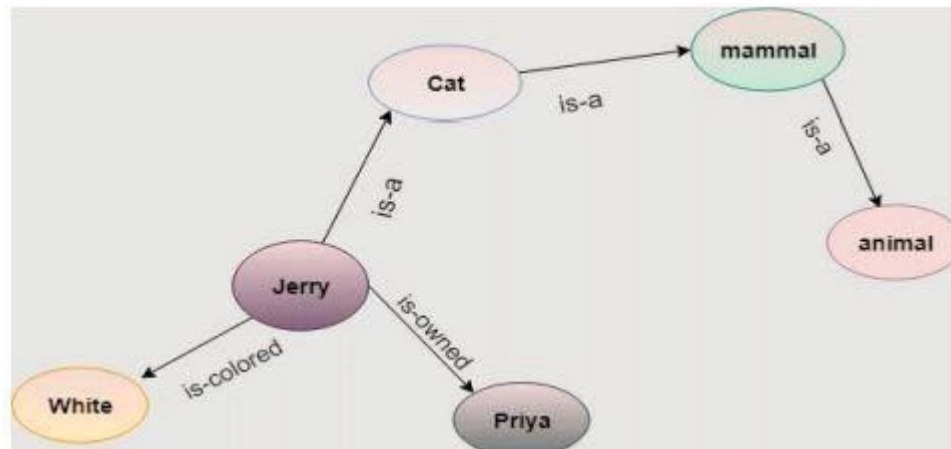 mammal
Cat
is-a
is-a
is-a
animal
Jerry
is-owned
is-colored
White
Priya